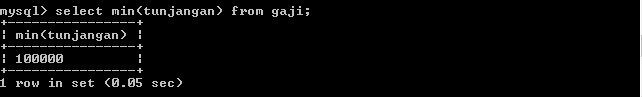 mysql> select min(tunjangan) from gaji;
+----------------+
| min(tunjangan) |
+----------------+
| 100000         |
+----------------+
1 row in set (0.05 sec)